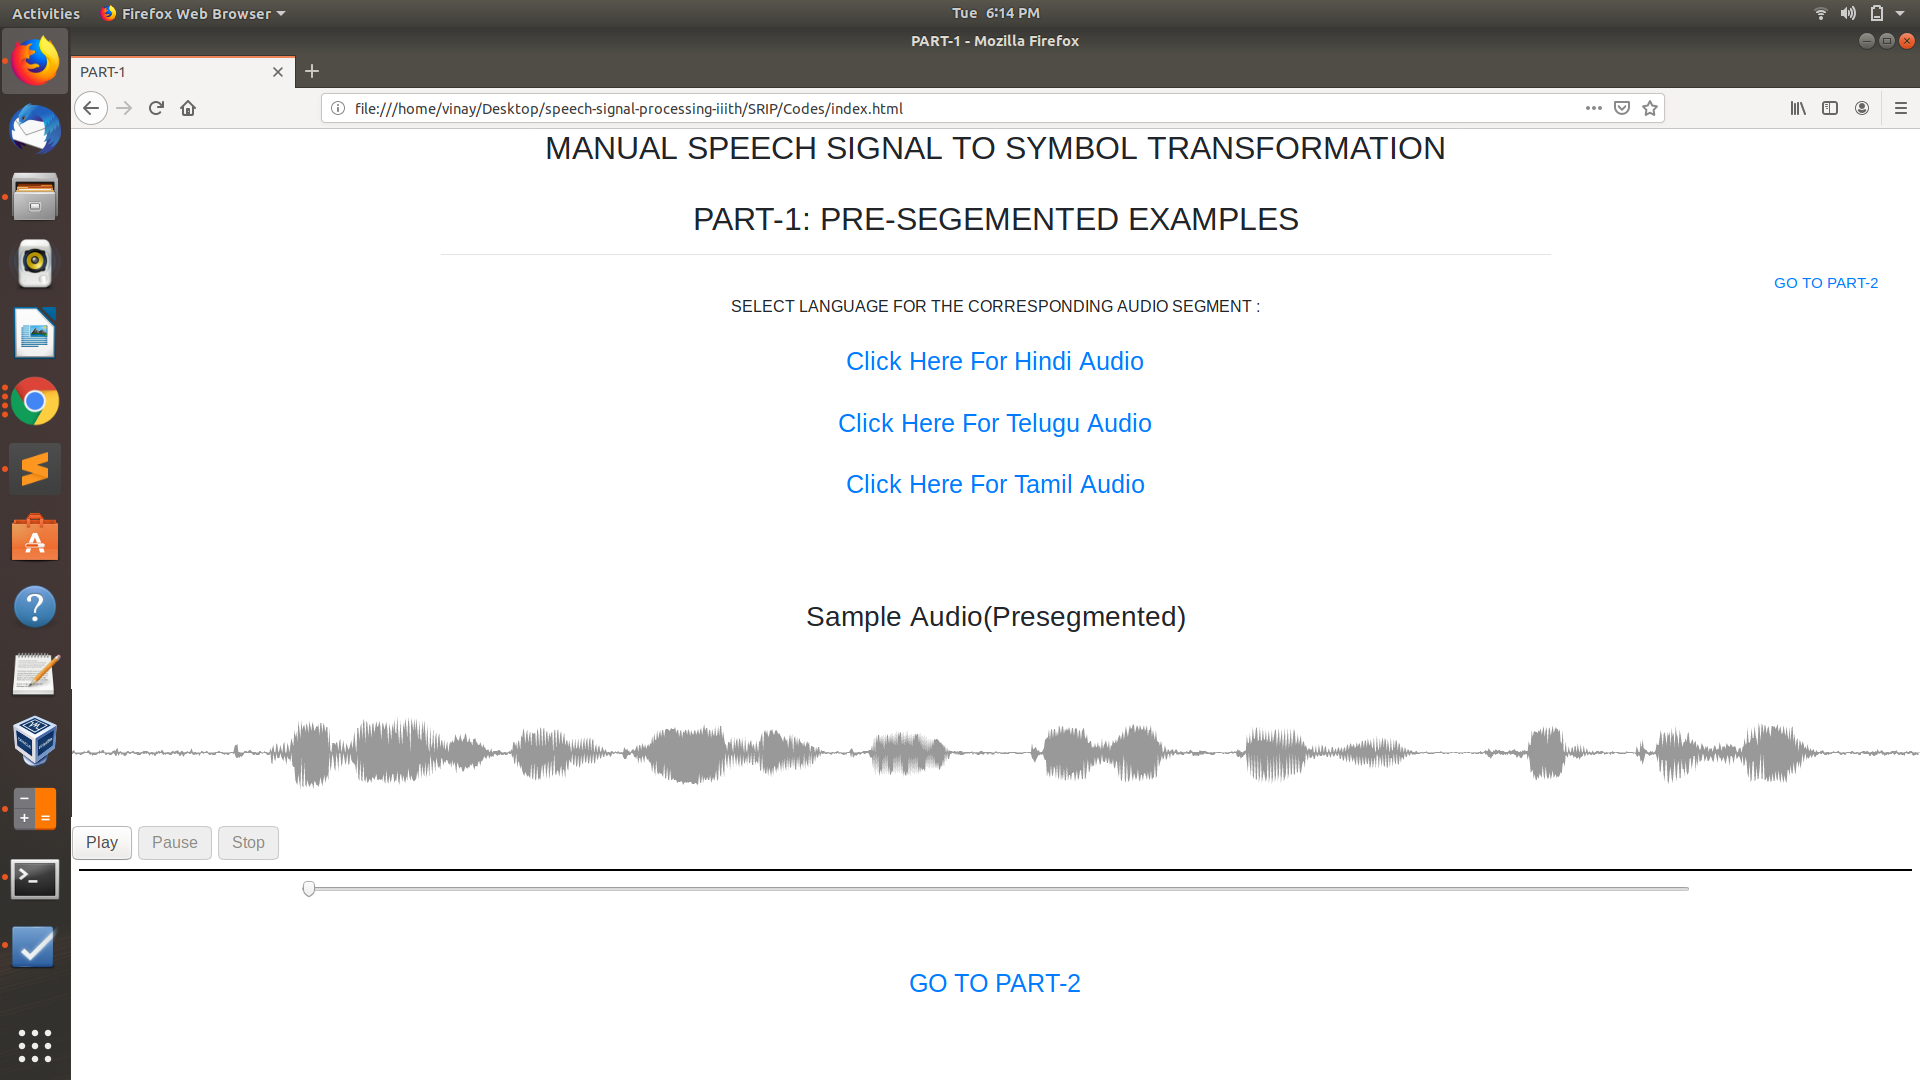 Activities Firefox Web Browser Tue 6:14 PM
PART-1 - Mozilla Firefox
PART-1
file:///home/vinay/Desktop/speech-signal-processing-iiith/SRIP/Codes/index.html
MANUAL SPEECH SIGNAL TO SYMBOL TRANSFORMATION
PART-1: PRE-SEGEMENTED EXAMPLES
GO TO PART-2
SELECT LANGUAGE FOR THE CORRESPONDING AUDIO SEGMENT :
Click Here For Hindi Audio
Click Here For Telugu Audio
Click Here For Tamil Audio
Sample Audio(Presegmented)
Play Pause Stop
GO TO PART-2